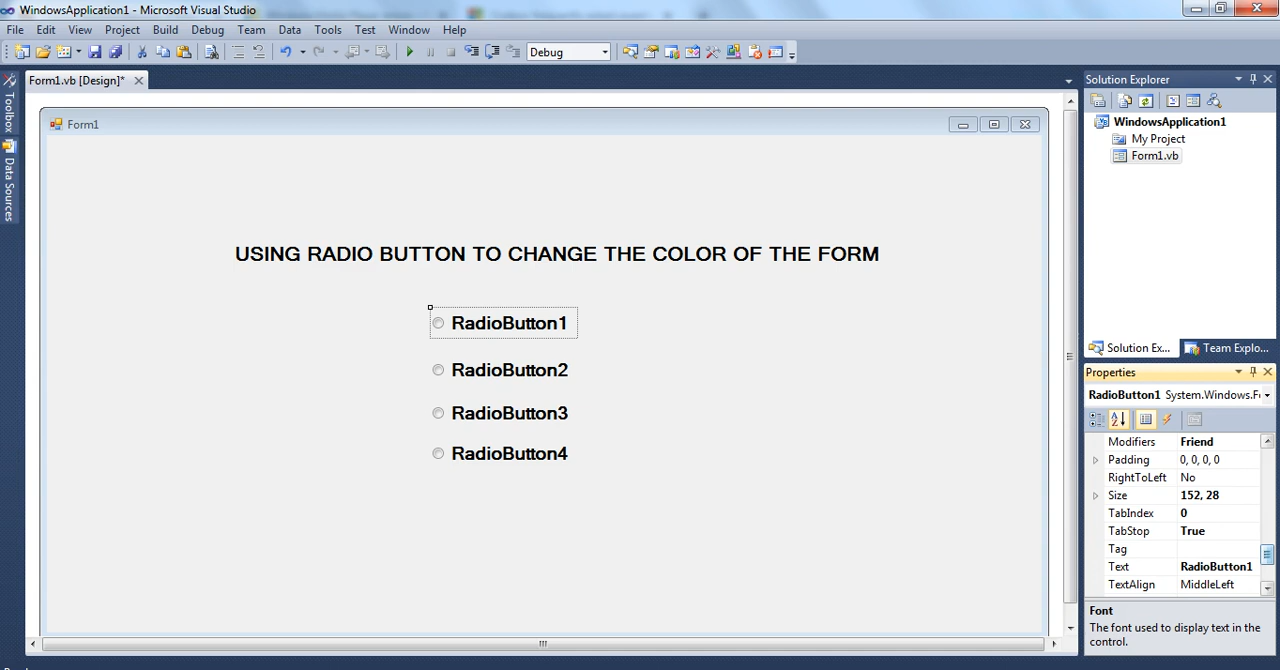 WindowsApplication1 - Microsoft Visual Studio
File Edit View Project Build Debug Team Data Tools Test Window Help
Debug
Form1.vb [Design]*
Toolbox
Data Sources
Form1
USING RADIO BUTTON TO CHANGE THE COLOR OF THE FORM
RadioButton1
RadioButton2
RadioButton3
RadioButton4
Solution Explorer
WindowsApplication1
My Project
Form1.vb
Solution Ex... Team Explo...
Properties
RadioButton1 System.Windows.F
Modifiers Friend
Padding 0, 0, 0, 0
RightToLeft No
Size 152, 28
TabIndex 0
TabStop True
Tag
Text RadioButton1
TextAlign MiddleLeft
Font
The font used to display text in the
control.